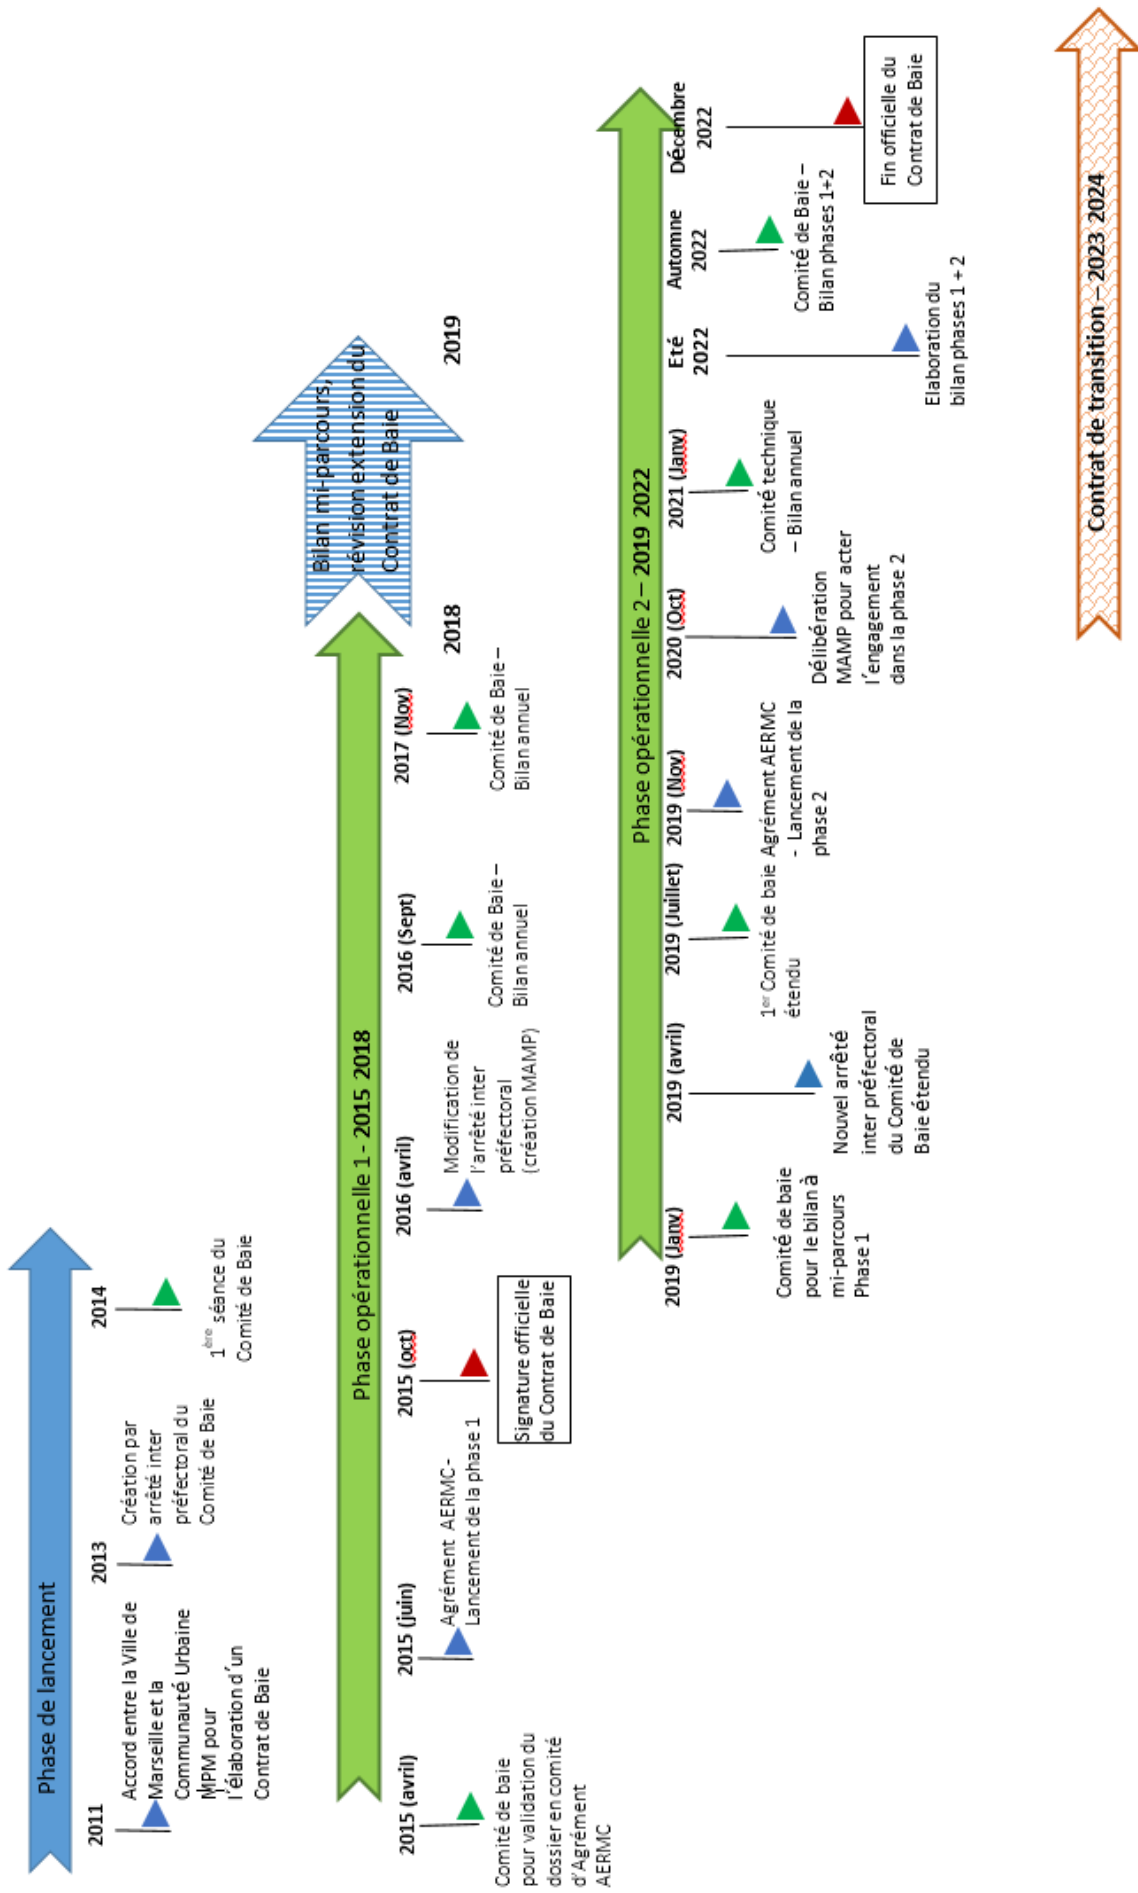 Phase de lancement
2011
Accord entre la Ville de
Marseille et la
Communauté Urbaine
MPM pour
l'élaboration d'un
Contrat de Baie
2013
Création par
arrêté inter
préfectoral du
Comité de Baie
2014
1ère séance du
Comité de Baie
Phase opérationnelle 1 - 2015 2018
2015 (avril)
Comité de baie
pour validation du
dossier en comité
d'Agrément
AERMC
2015 (juin)
Agrément AERMC-
Lancement de la phase 1
2015 (oct)
Signature officielle
du Contrat de Baie
2016 (avril)
Modification de
l'arrêté inter
préfectoral
(création MAMP)
2016 (Sept)
Comité de Baie –
Bilan annuel
2017 (Nov)
Comité de Baie –
Bilan annuel
Bilan mi-parcours,
révision extension du
Contrat de Baie
2018
2019
Phase opérationnelle 2 – 2019 2022
2019 (Janv)
Comité de baie
pour le bilan à
mi-parcours
Phase 1
2019 (avril)
Nouvel arrêté
inter préfectoral
du Comité de
Baie étendu
2019 (Juillet)
1er Comité de baie
étendu
2019 (Nov)
Agrément AERMC
- Lancement de la
phase 2
2020 (Oct)
Délibération
MAMP pour acter
l'engagement
dans la phase 2
2021 (Janv)
Comité technique
– Bilan annuel
Eté
2022
Elaboration du
bilan phases 1 + 2
Automne
2022
Comité de Baie –
Bilan phases 1+2
Décembre
2022
Fin officielle du
Contrat de Baie
Contrat de transition – 2023 2024